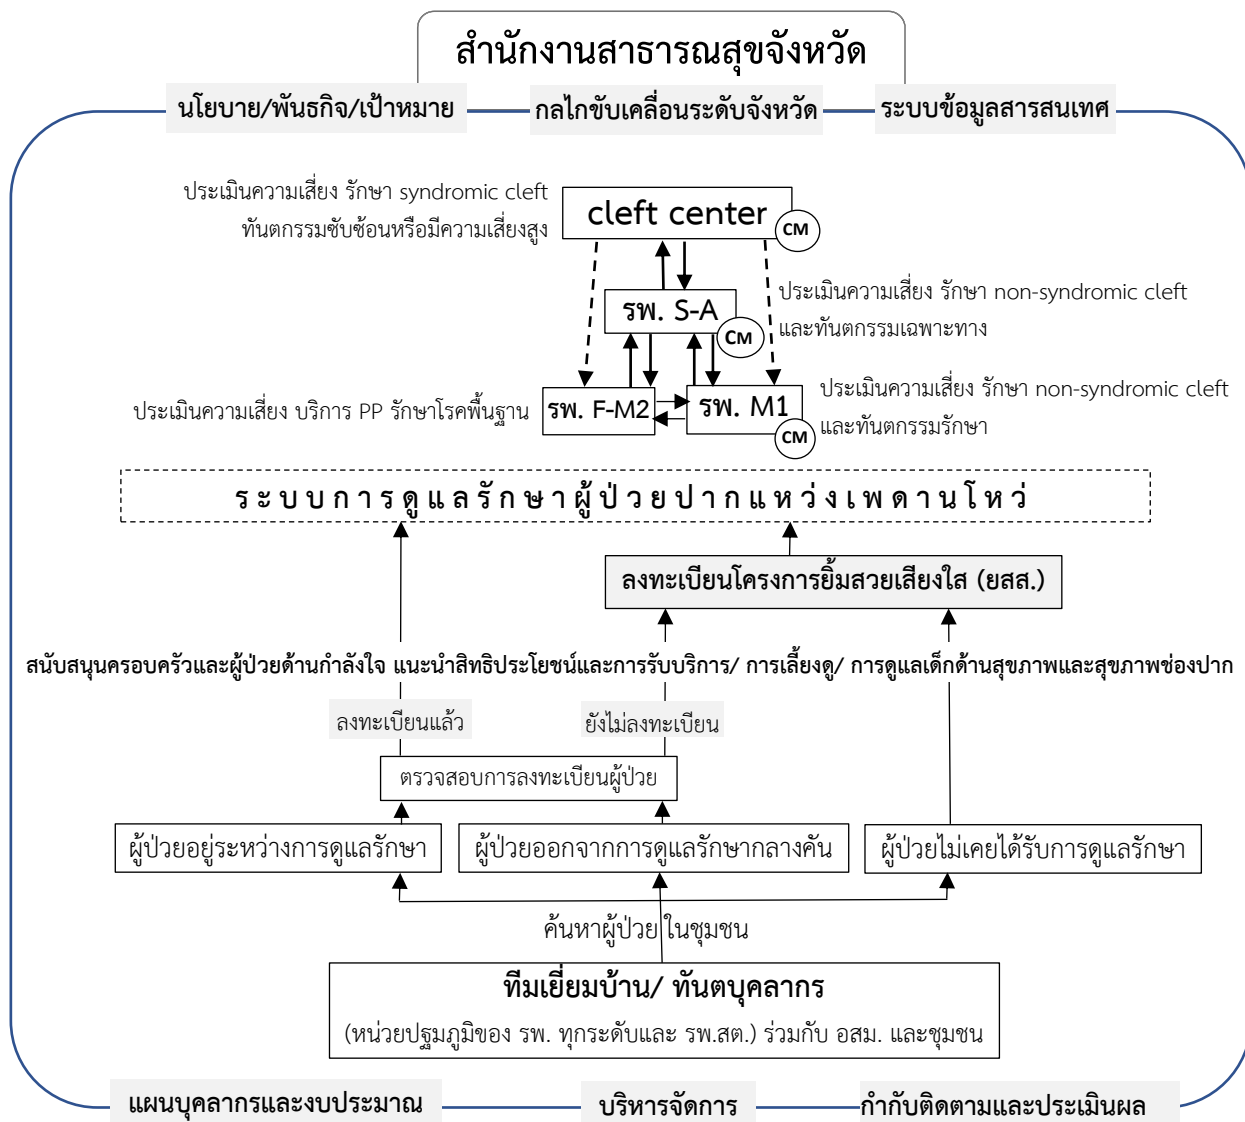 สำนักงานสาธารณสุขจังหวัด
นโยบาย/พันธกิจ/เป้าหมาย
กลไกขับเคลื่อนระดับจังหวัด
ระบบข้อมูลสารสนเทศ
ประเมินความเสี่ยง รักษา syndromic cleft
ทันตกรรมซับซ้อนหรือมีความเสี่ยงสูง
cleft center
CM
รพ. S-A
CM
ประเมินความเสี่ยง รักษา non-syndromic cleft
และทันตกรรมเฉพาะทาง
ประเมินความเสี่ยง บริการ PP รักษาโรคพื้นฐาน
รพ. F-M2
รพ. M1
CM
ประเมินความเสี่ยง รักษา non-syndromic cleft
และทันตกรรมรักษา
ระบบการดูแลรักษาผู้ป่วยปากแหว่งเพดานโหว่
ลงทะเบียนโครงการยิ้มสวยเสียงใส (ยสส.)
สนับสนุนครอบครัวและผู้ป่วยด้านกำลังใจ แนะนำสิทธิประโยชน์และการรับบริการ/ การเลี้ยงดู/ การดูแลเด็กด้านสุขภาพและสุขภาพช่องปาก
ลงทะเบียนแล้ว
ยังไม่ลงทะเบียน
ตรวจสอบการลงทะเบียนผู้ป่วย
ผู้ป่วยอยู่ระหว่างการดูแลรักษา
ผู้ป่วยออกจากการดูแลรักษากลางคัน
ผู้ป่วยไม่เคยได้รับการดูแลรักษา
ค้นหาผู้ป่วย ในชุมชน
ทีมเยี่ยมบ้าน/ ทันตบุคลากร
(หน่วยปฐมภูมิของ รพ. ทุกระดับและ รพ.สต.) ร่วมกับ อสม. และชุมชน
แผนบุคลากรและงบประมาณ
บริหารจัดการ
กำกับติดตามและประเมินผล